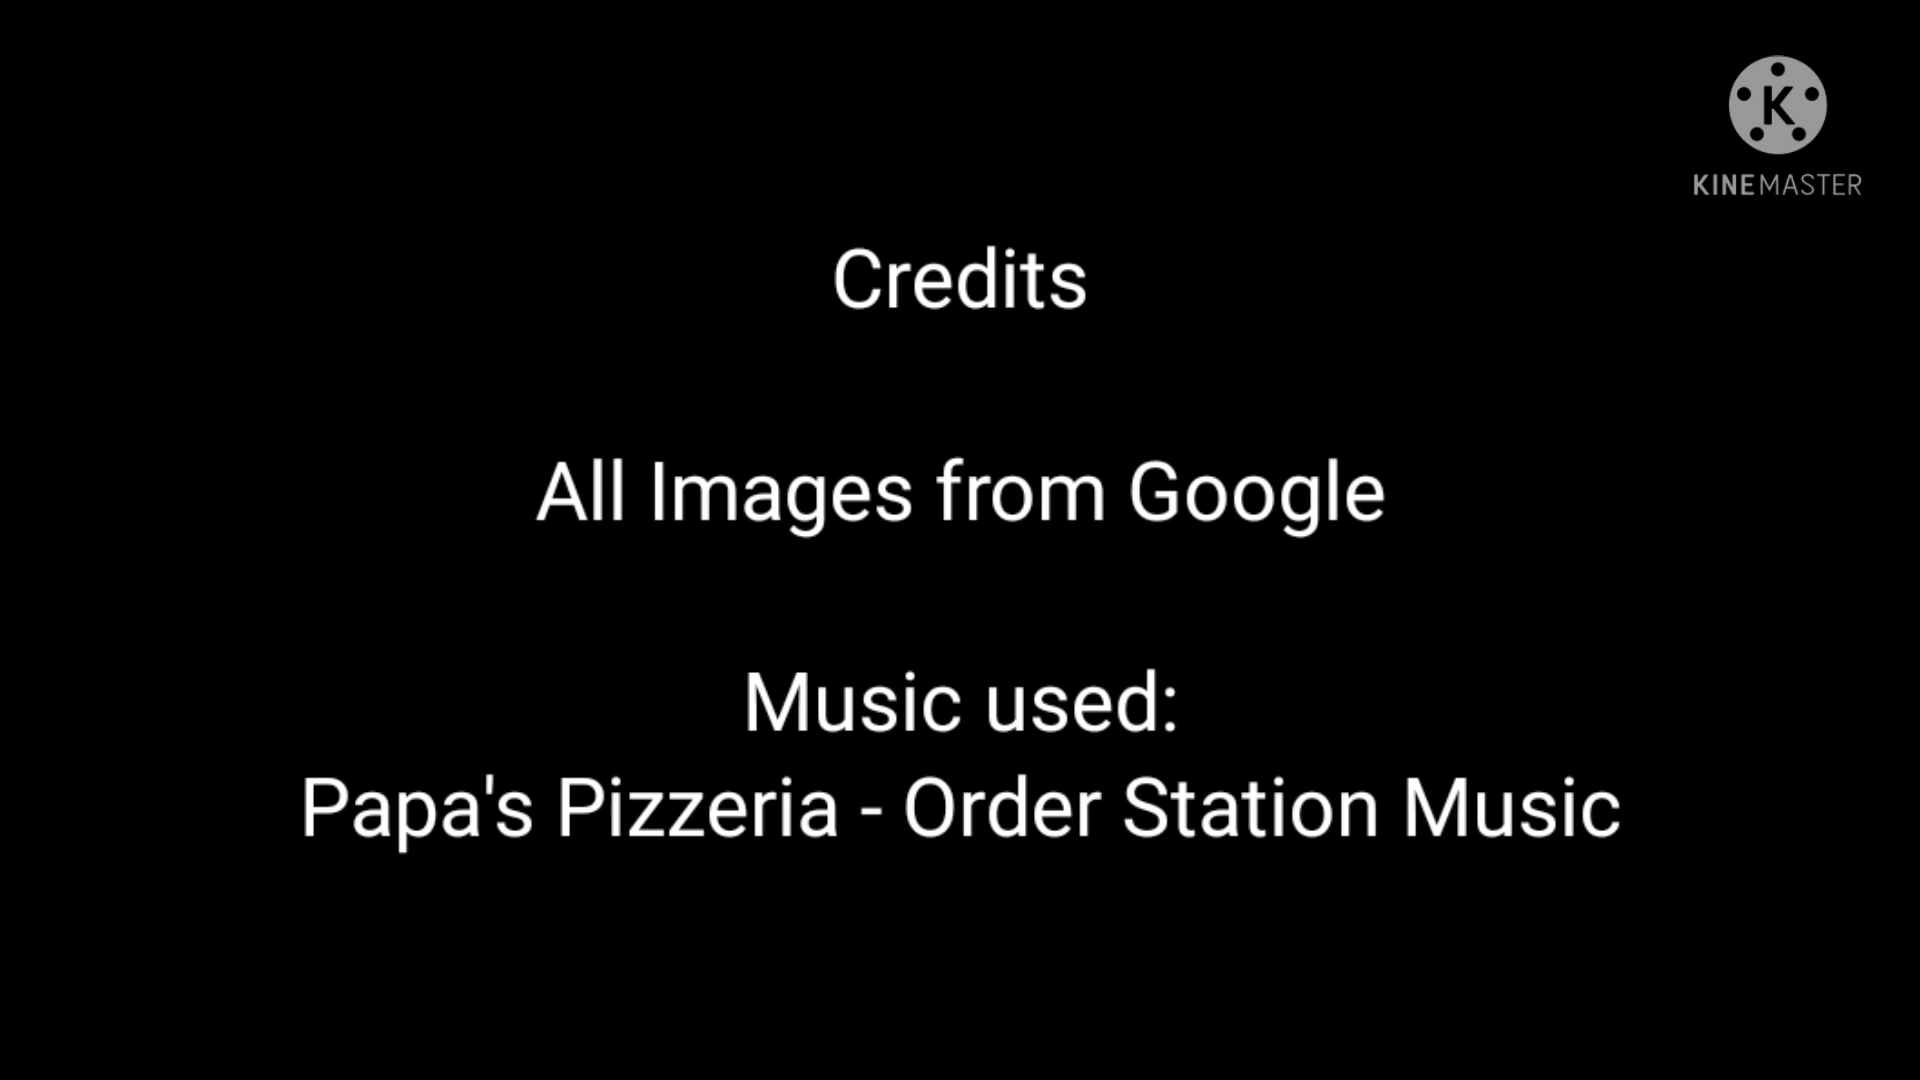 K
KINEMASTER
Credits
All Images from Google
Music used:
Papa's Pizzeria - Order Station Music